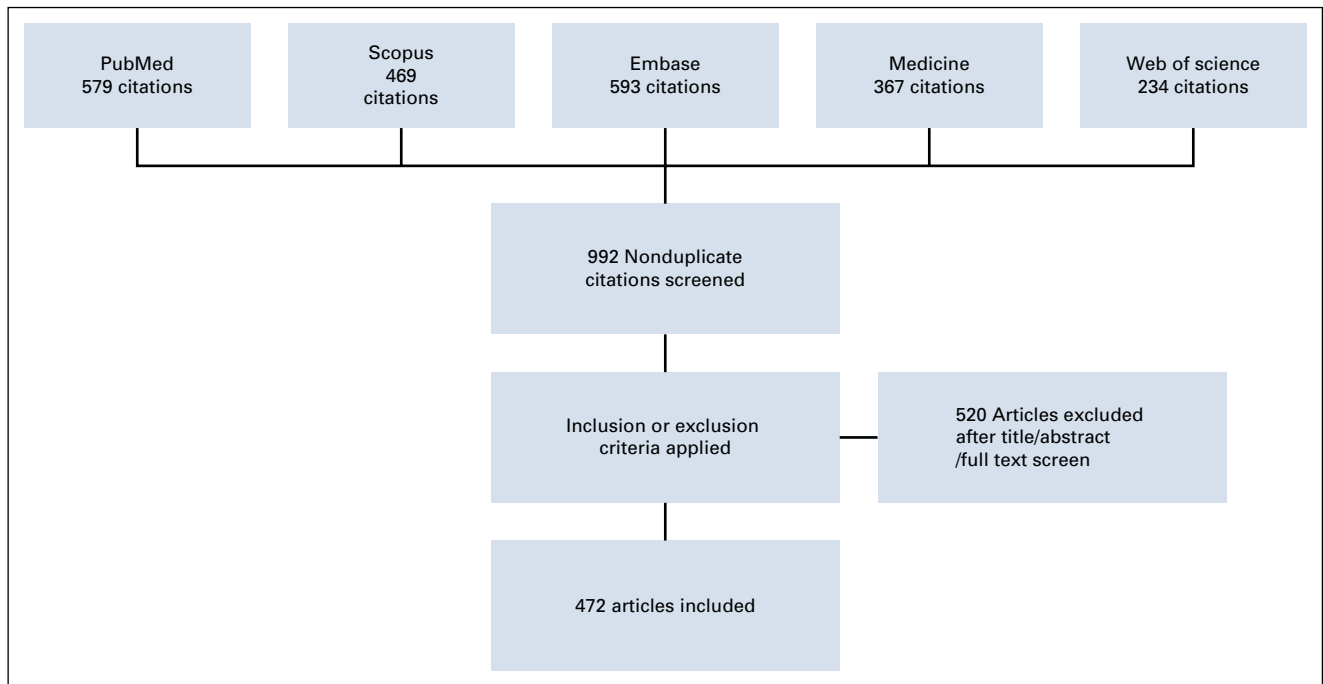 PubMed
579 citations
Scopus
469
citations
Embase
593 citations
Medicine
367 citations
Web of science
234 citations
992 Nonduplicate
citations screened
Inclusion or exclusion
criteria applied
520 Articles excluded
after title/abstract
/full text screen
472 articles included